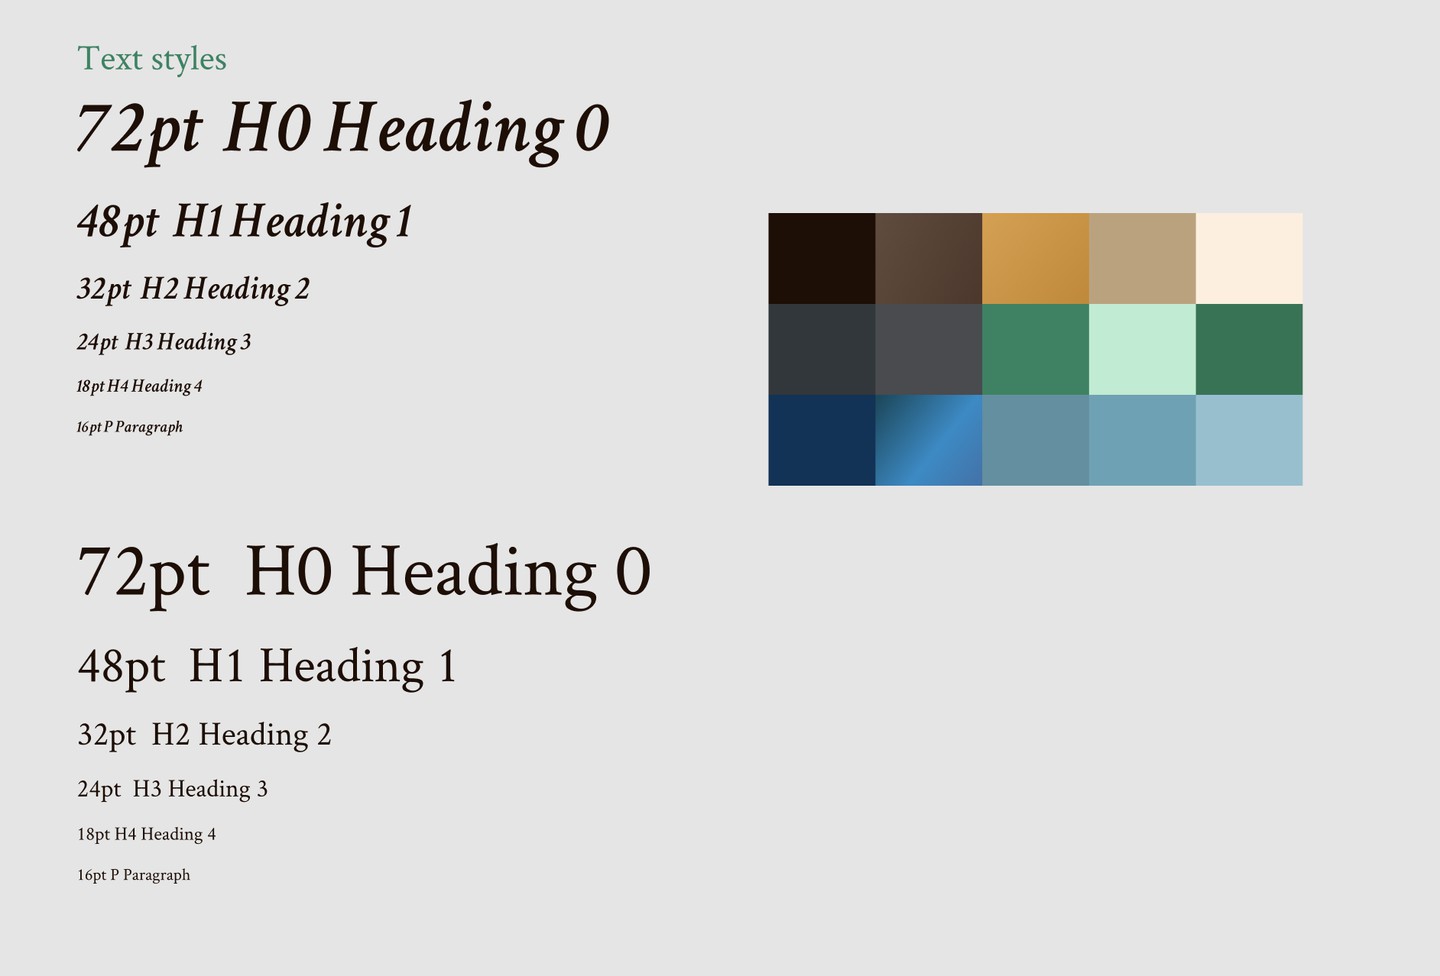 Text styles
72pt H0 Heading 0
48pt H1 Heading 1
32pt H2 Heading 2
24pt H3 Heading 3
18pt H4 Heading 4
16pt P Paragraph
72pt H0 Heading 0
48pt H1 Heading 1
32pt H2 Heading 2
24pt H3 Heading 3
18pt H4 Heading 4
16pt P Paragraph